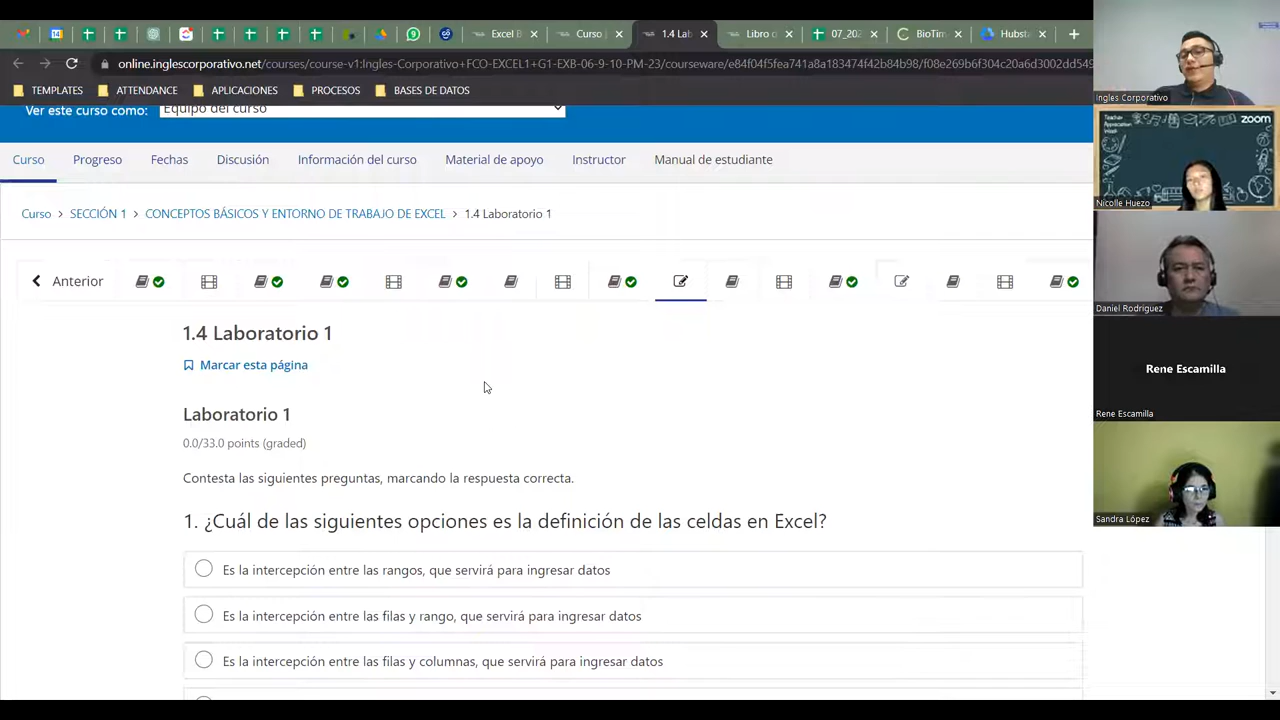 Excel B
Curso
1.4 Lab
Libro
07_202
BioTim
Hubsta
online.inglescorporativo.net/courses/course-v1:Ingles-Corporativo+FCO-EXCEL1+G1-EXB-06-9-10-PM-23/courseware/e84f04f5fea741a8a183474f42b84b98/f08e269b6f304c20a6d3002dd549
TEMPLATES
ATTENDANCE
APLICACIONES
PROCESOS
BASES DE DATOS
Ver este curso como:
Equipo del curso
Curso
Progreso
Fechas
Discusión
Información del curso
Material de apoyo
Instructor
Manual de estudiante
Curso > SECCIÓN 1 > CONCEPTOS BÁSICOS Y ENTORNO DE TRABAJO DE EXCEL > 1.4 Laboratorio 1
Anterior
1.4 Laboratorio 1
Marcar esta página
Laboratorio 1
0.0/33.0 points (graded)
Contesta las siguientes preguntas, marcando la respuesta correcta.
1. ¿Cuál de las siguientes opciones es la definición de las celdas en Excel?
Es la intercepción entre las rangos, que servirá para ingresar datos
Es la intercepción entre las filas y rango, que servirá para ingresar datos
Es la intercepción entre las filas y columnas, que servirá para ingresar datos
Ingles Corporativo
Teacher
Appreciation
Week
zoom
Nicolle Huezo
Daniel Rodriguez
Rene Escamilla
Rene Escamilla
Sandra López